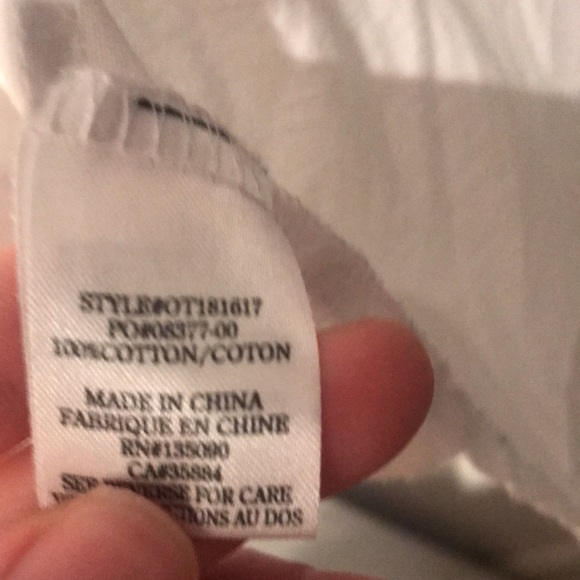 STYLE#OT181617
PO#08377-00
100%COTTON/COTON
MADE IN CHINA
FABRIQUE EN CHINE
RN#135090
CA#35884
FOR CARE
AU DOS